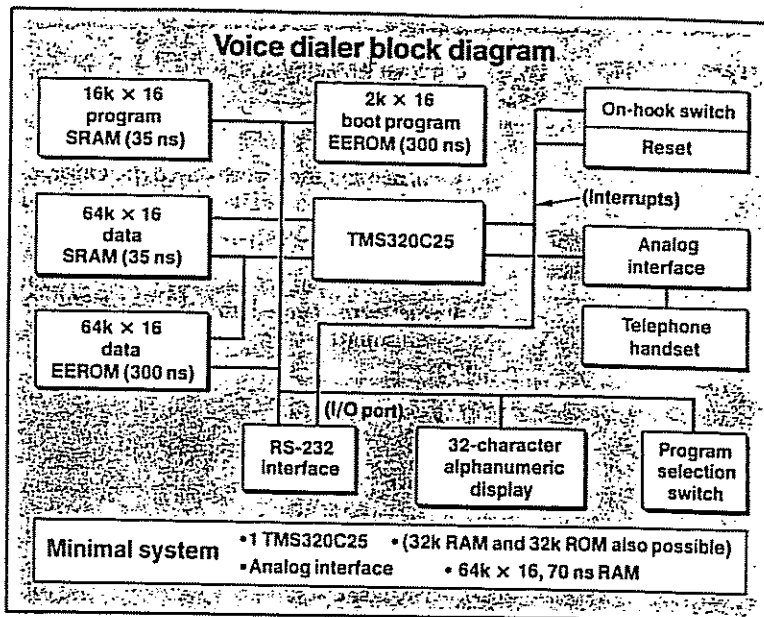 Voice dialer block diagram
16k × 16
program
SRAM (35 ns)
2k × 16
boot program
EEROM (300 ns)
On-hook switch
Reset
(Interrupts)
64k × 16
data
SRAM (35 ns)
TMS320C25
Analog
interface
64k × 16
data
EEROM (300 ns)
Telephone
handset
(I/O port)
RS-232
interface
32-character
alphanumeric
display
Program
selection
switch
Minimal system
•1 TMS320C25 •(32k RAM and 32k ROM also possible)
•Analog interface •64k × 16, 70 ns RAM